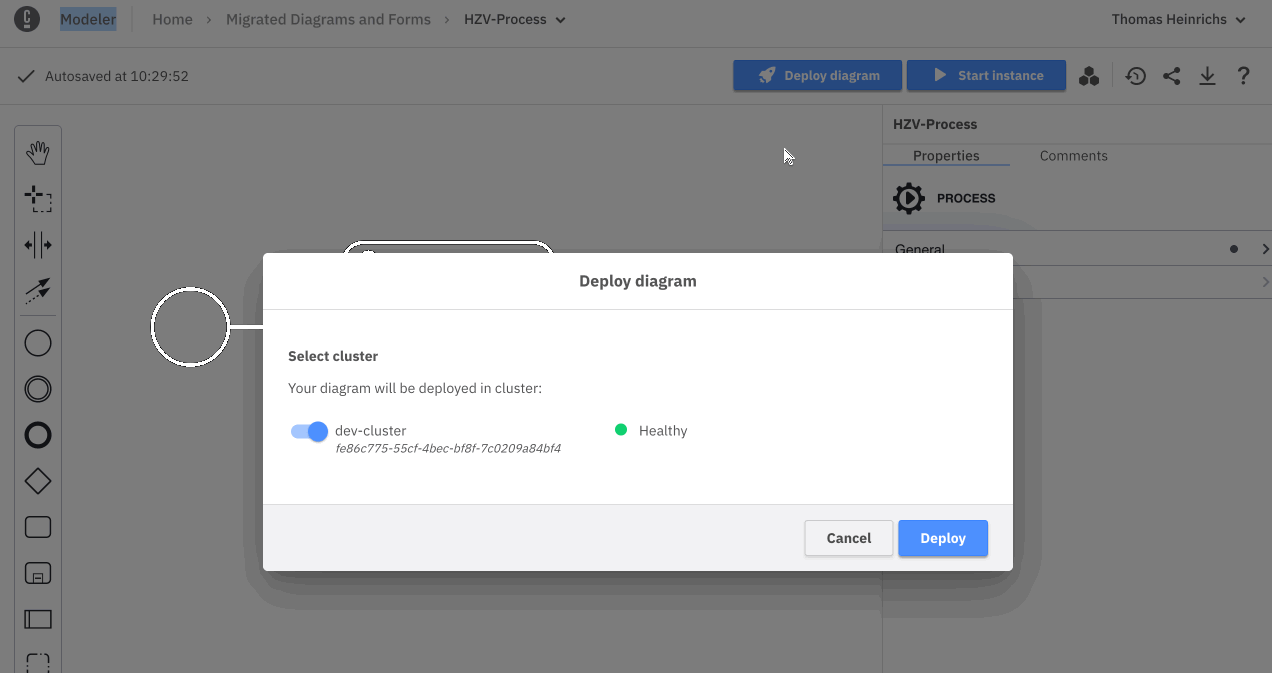 Modeler
Home › Migrated Diagrams and Forms › HZV-Process
Thomas Heinrichs
Autosaved at 10:29:52
Deploy diagram
Start instance
?
HZV-Process
Properties
Comments
PROCESS
General
Deploy diagram
Select cluster
Your diagram will be deployed in cluster:
dev-cluster
Healthy
fe86c775-55cf-4bec-bf8f-7c0209a84bf4
Cancel
Deploy